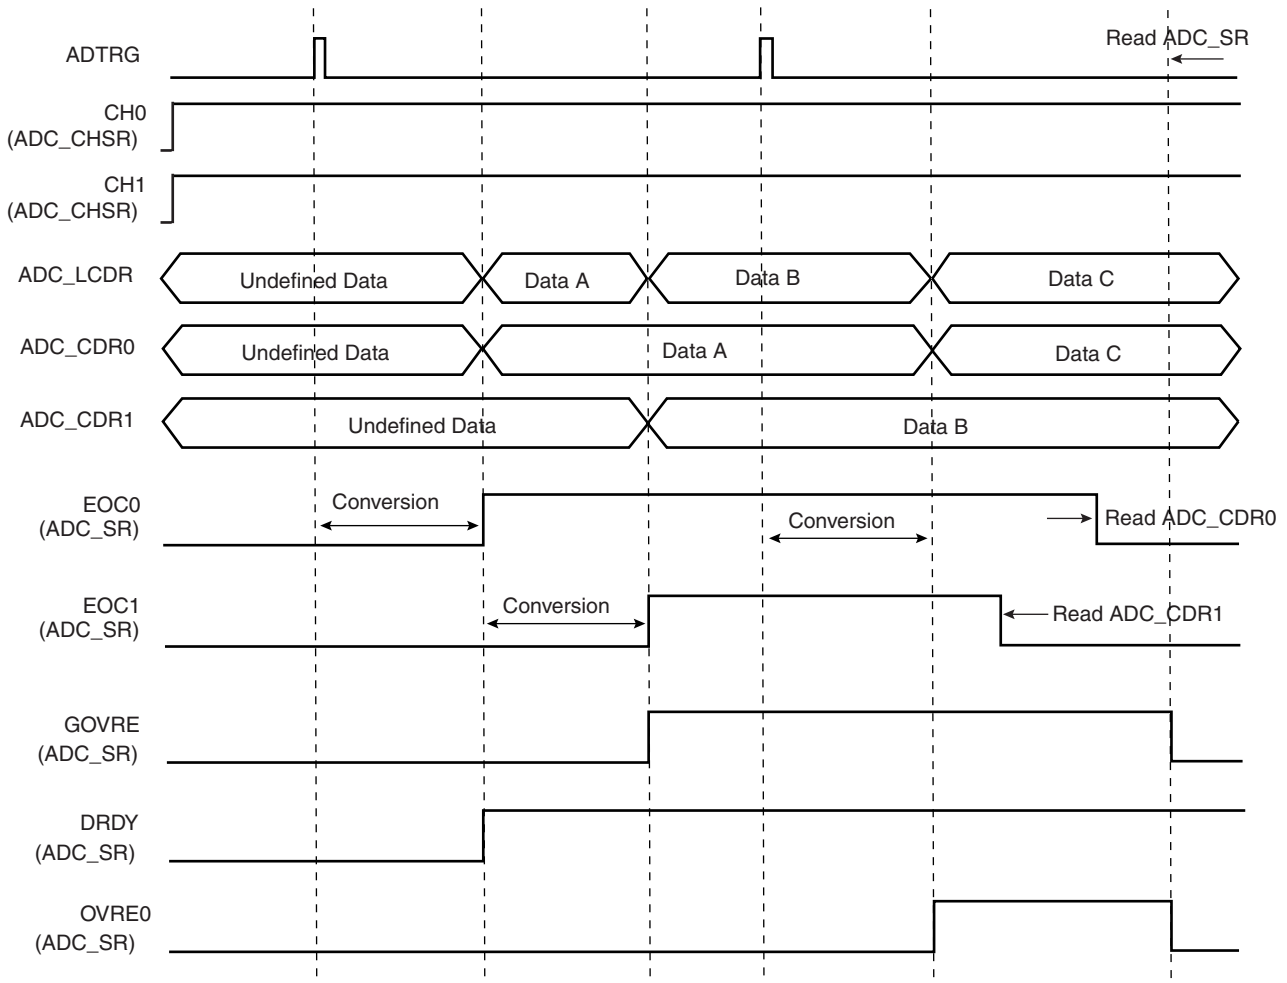 ADTRG
Read ADC_SR
CH0
(ADC_CHSR)
CH1
(ADC_CHSR)
ADC_LCDR
Undefined Data
Data A
Data B
Data C
ADC_CDR0
Undefined Data
Data A
Data C
ADC_CDR1
Undefined Data
Data B
EOC0
(ADC_SR)
Conversion
Conversion
Read ADC_CDR0
EOC1
(ADC_SR)
Conversion
Read ADC_CDR1
GOVRE
(ADC_SR)
DRDY
(ADC_SR)
OVRE0
(ADC_SR)